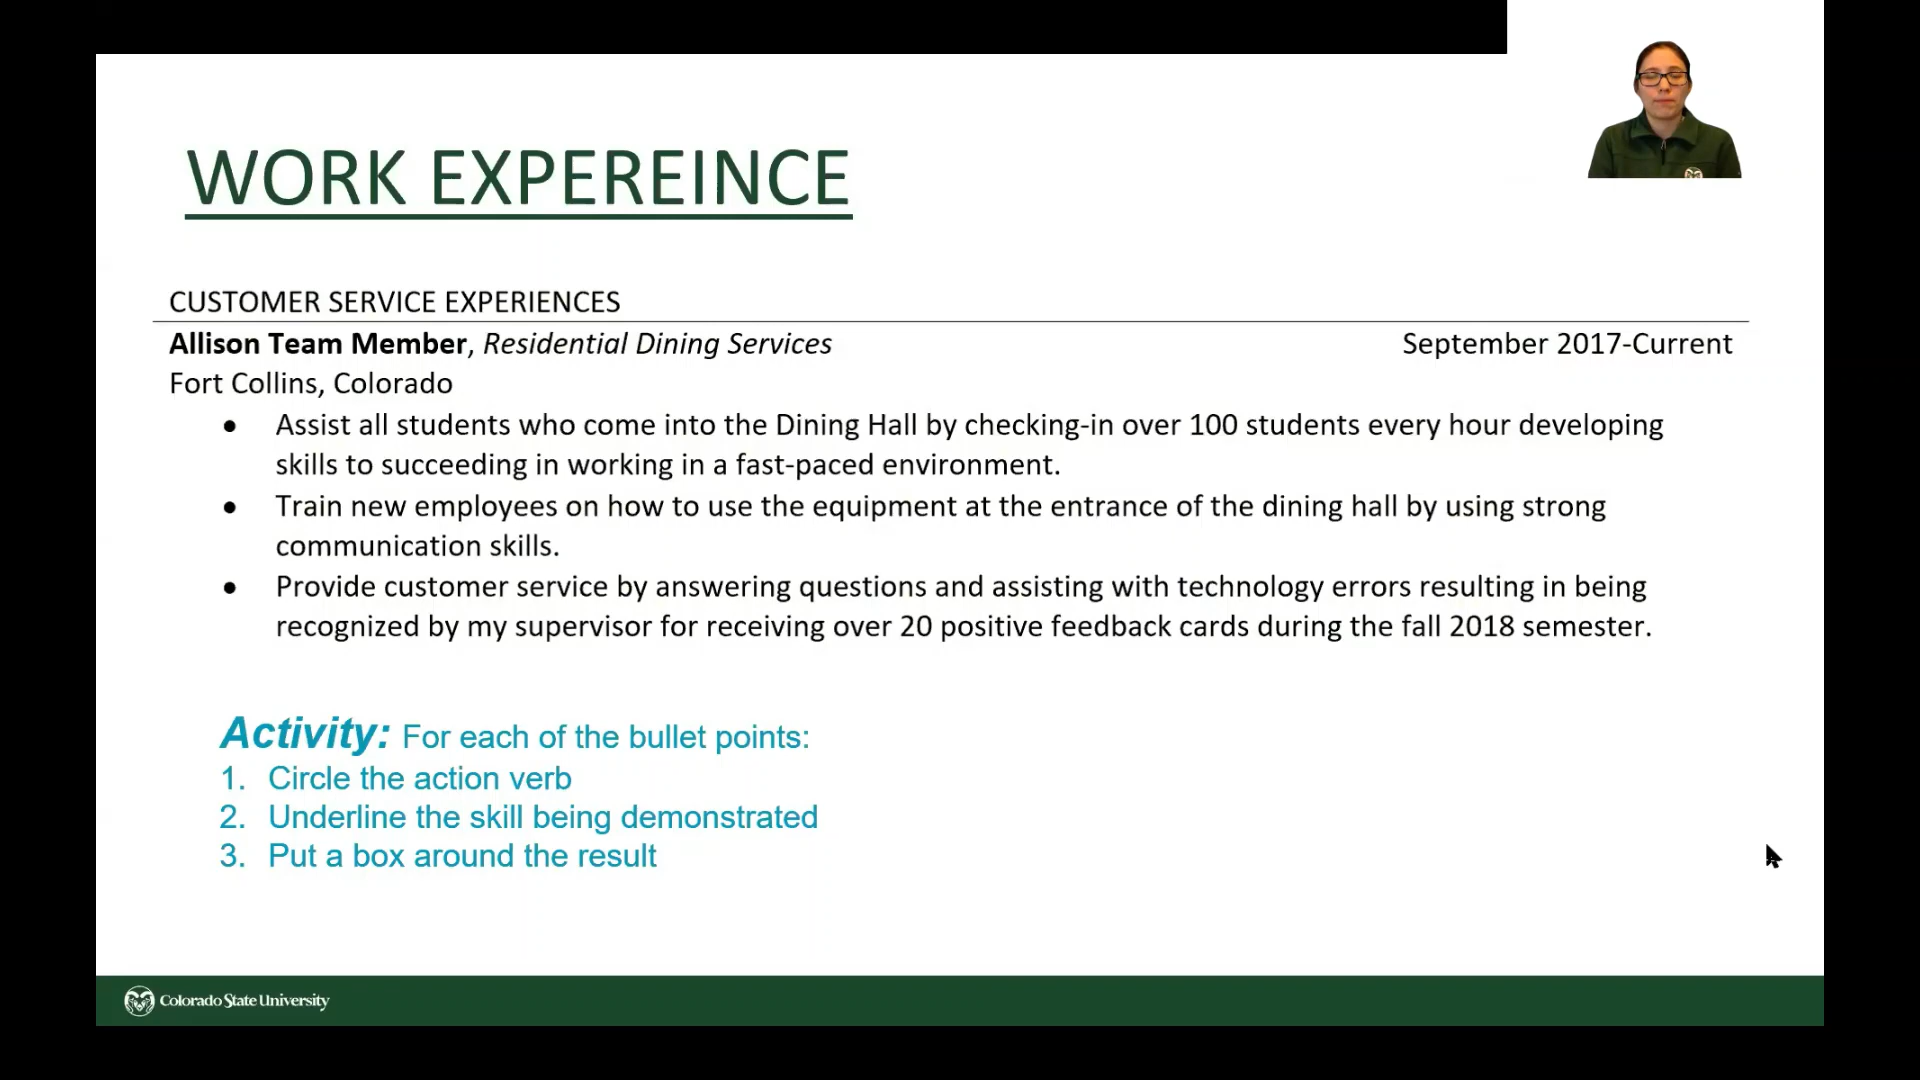 WORK EXPEREINCE
CUSTOMER SERVICE EXPERIENCES
Allison Team Member, Residential Dining Services September 2017-Current
Fort Collins, Colorado
• Assist all students who come into the Dining Hall by checking-in over 100 students every hour developing
skills to succeeding in working in a fast-paced environment.
• Train new employees on how to use the equipment at the entrance of the dining hall by using strong
communication skills.
• Provide customer service by answering questions and assisting with technology errors resulting in being
recognized by my supervisor for receiving over 20 positive feedback cards during the fall 2018 semester.
Activity: For each of the bullet points:
1. Circle the action verb
2. Underline the skill being demonstrated
3. Put a box around the result
Colorado State University